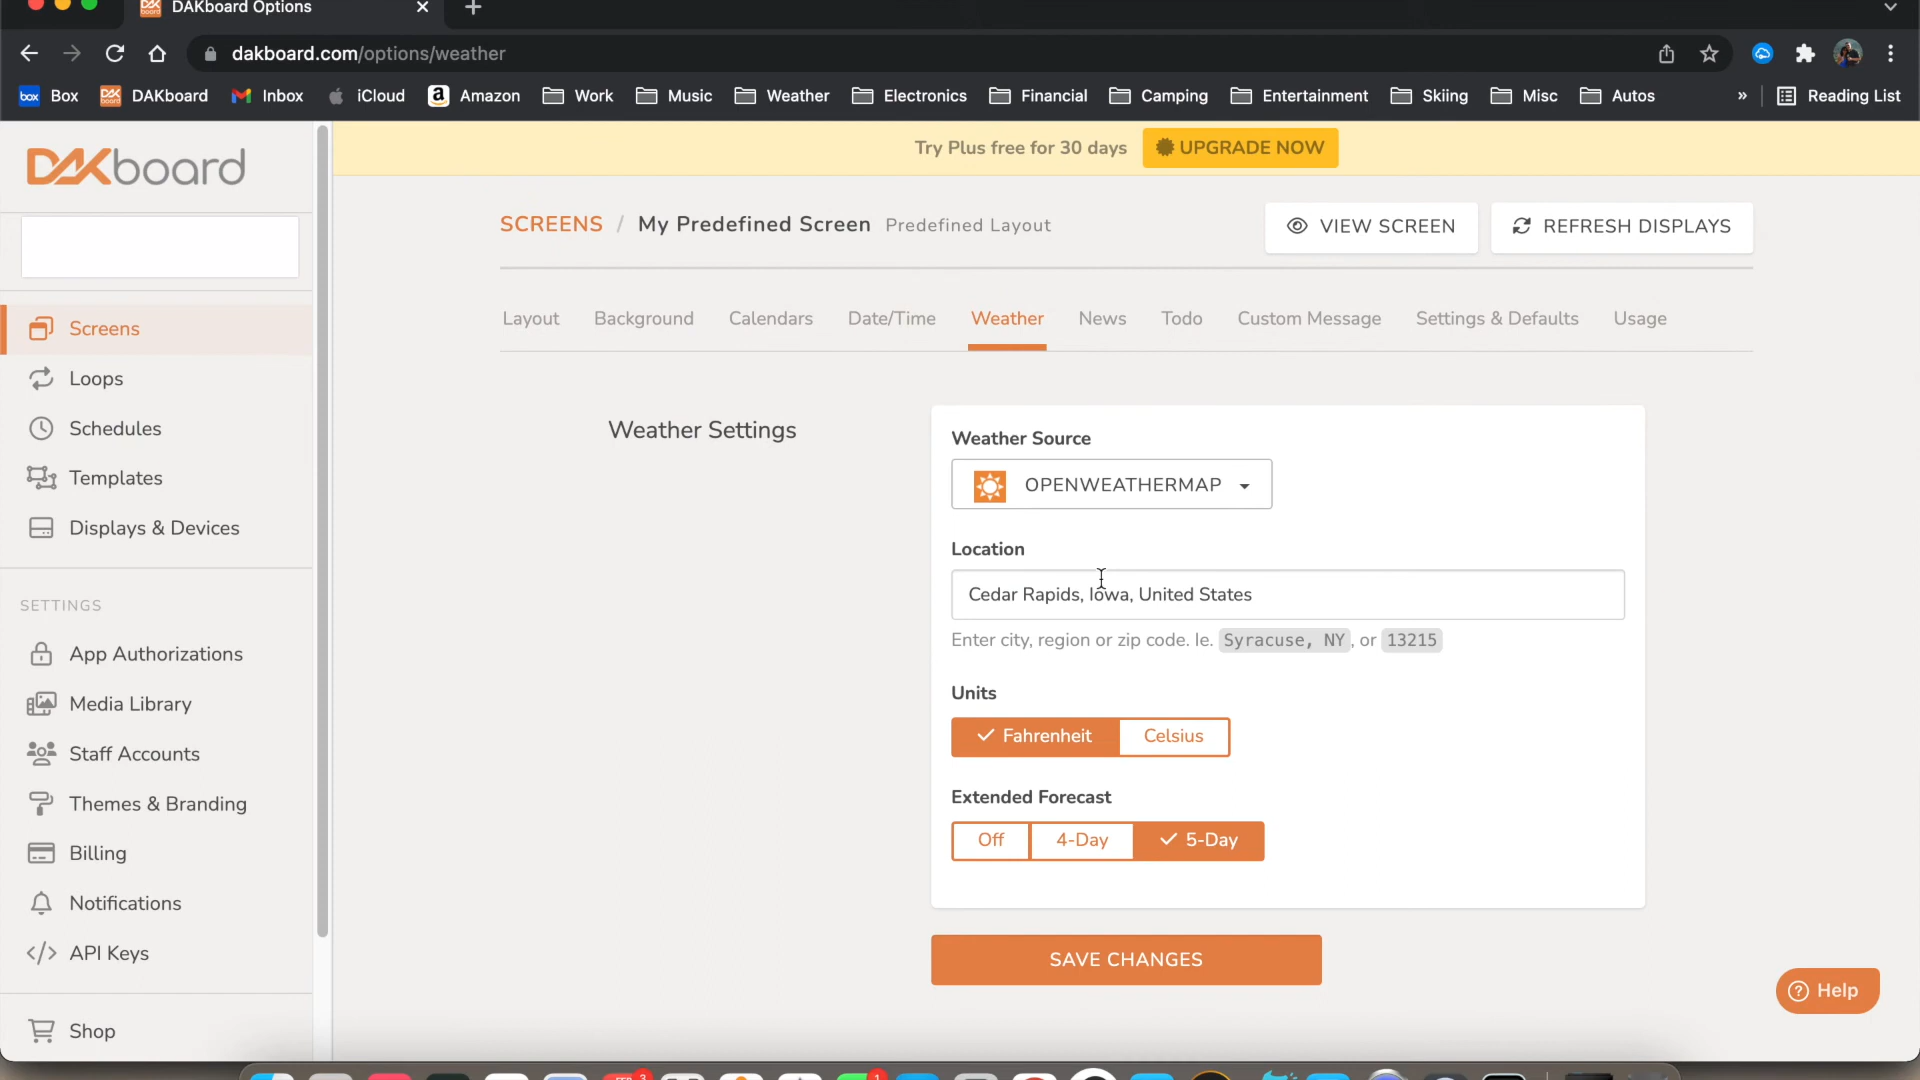 DAKboard Options
dakboard.com/options/weather
Box DAKboard Inbox iCloud Amazon Work Music Weather Electronics Financial Camping Entertainment Skiing Misc Autos » Reading List
Try Plus free for 30 days UPGRADE NOW
DAKboard
SCREENS / My Predefined Screen Predefined Layout VIEW SCREEN REFRESH DISPLAYS
Layout Background Calendars Date/Time Weather News Todo Custom Message Settings & Defaults Usage
Screens
Loops
Schedules
Templates
Displays & Devices
SETTINGS
App Authorizations
Media Library
Staff Accounts
Themes & Branding
Billing
Notifications
API Keys
Shop
Weather Settings
Weather Source
OPENWEATHERMAP
Location
Cedar Rapids, Iowa, United States
Enter city, region or zip code. Ie. Syracuse, NY, or 13215
Units
Fahrenheit Celsius
Extended Forecast
Off 4-Day 5-Day
SAVE CHANGES
Help